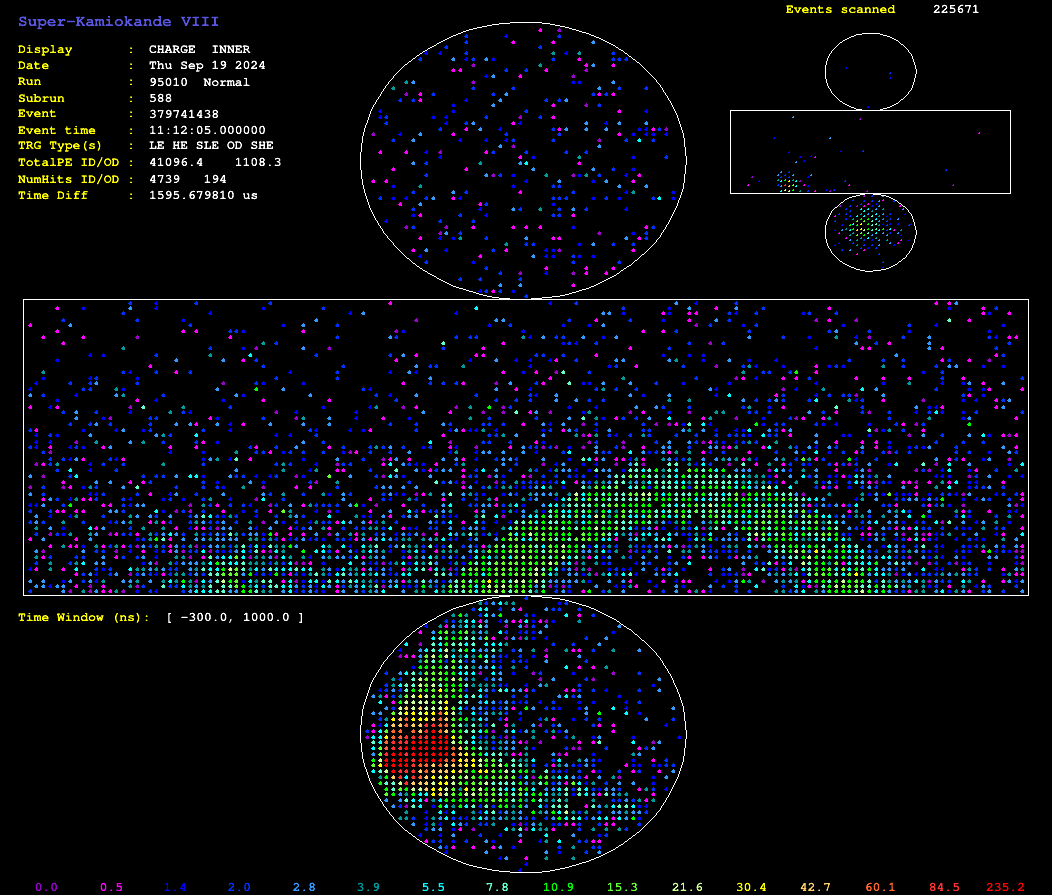 Super-Kamiokande VIII
Events scanned 225671
Display : CHARGE INNER
Date : Thu Sep 19 2024
Run : 95010 Normal
Subrun : 588
Event : 379741438
Event time : 11:12:05.000000
TRG Type(s) : LE HE SLE OD SHE
TotalPE ID/OD : 41096.4 1108.3
NumHits ID/OD : 4739 194
Time Diff : 1595.679810 us
Time Window (ns): [ -300.0, 1000.0 ]
0.0 0.5 1.4 2.0 2.8 3.9 5.5 7.8 10.9 15.3 21.6 30.4 42.7 60.1 84.5 235.2